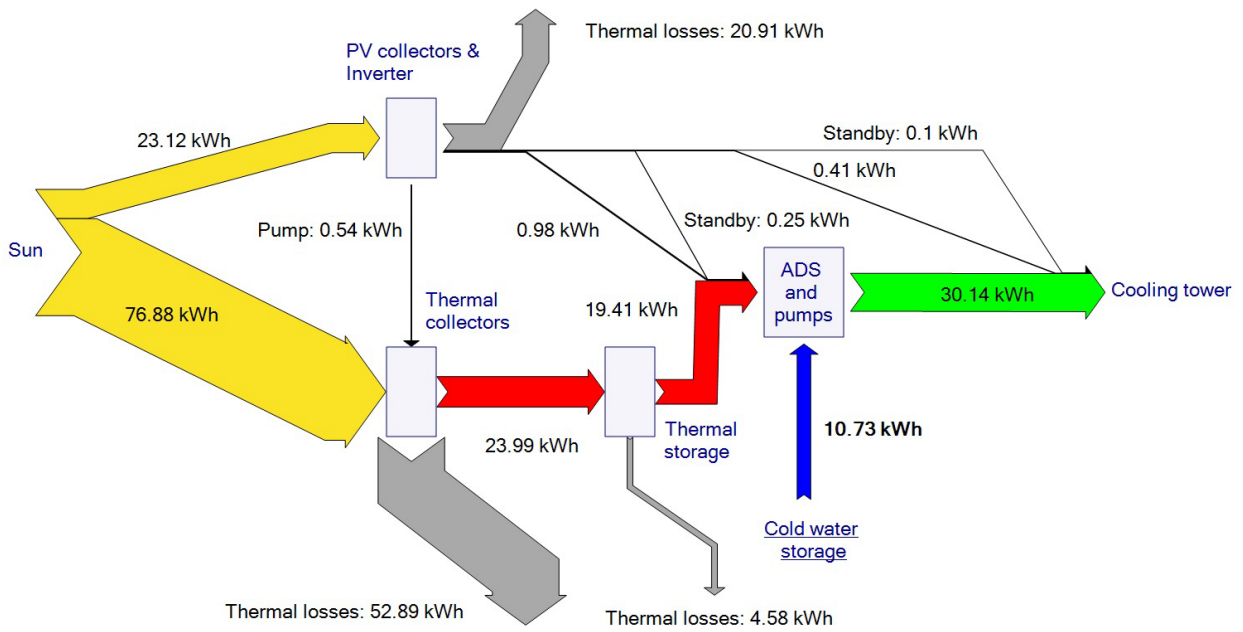 Thermal losses: 20.91 kWh
PV collectors &
Inverter
23.12 kWh
Standby: 0.1 kWh
0.41 kWh
Pump: 0.54 kWh
0.98 kWh
Standby: 0.25 kWh
Sun
ADS
and
pumps
30.14 kWh
Cooling tower
76.88 kWh
Thermal
collectors
19.41 kWh
23.99 kWh
Thermal
storage
10.73 kWh
Cold water
storage
Thermal losses: 52.89 kWh
Thermal losses: 4.58 kWh